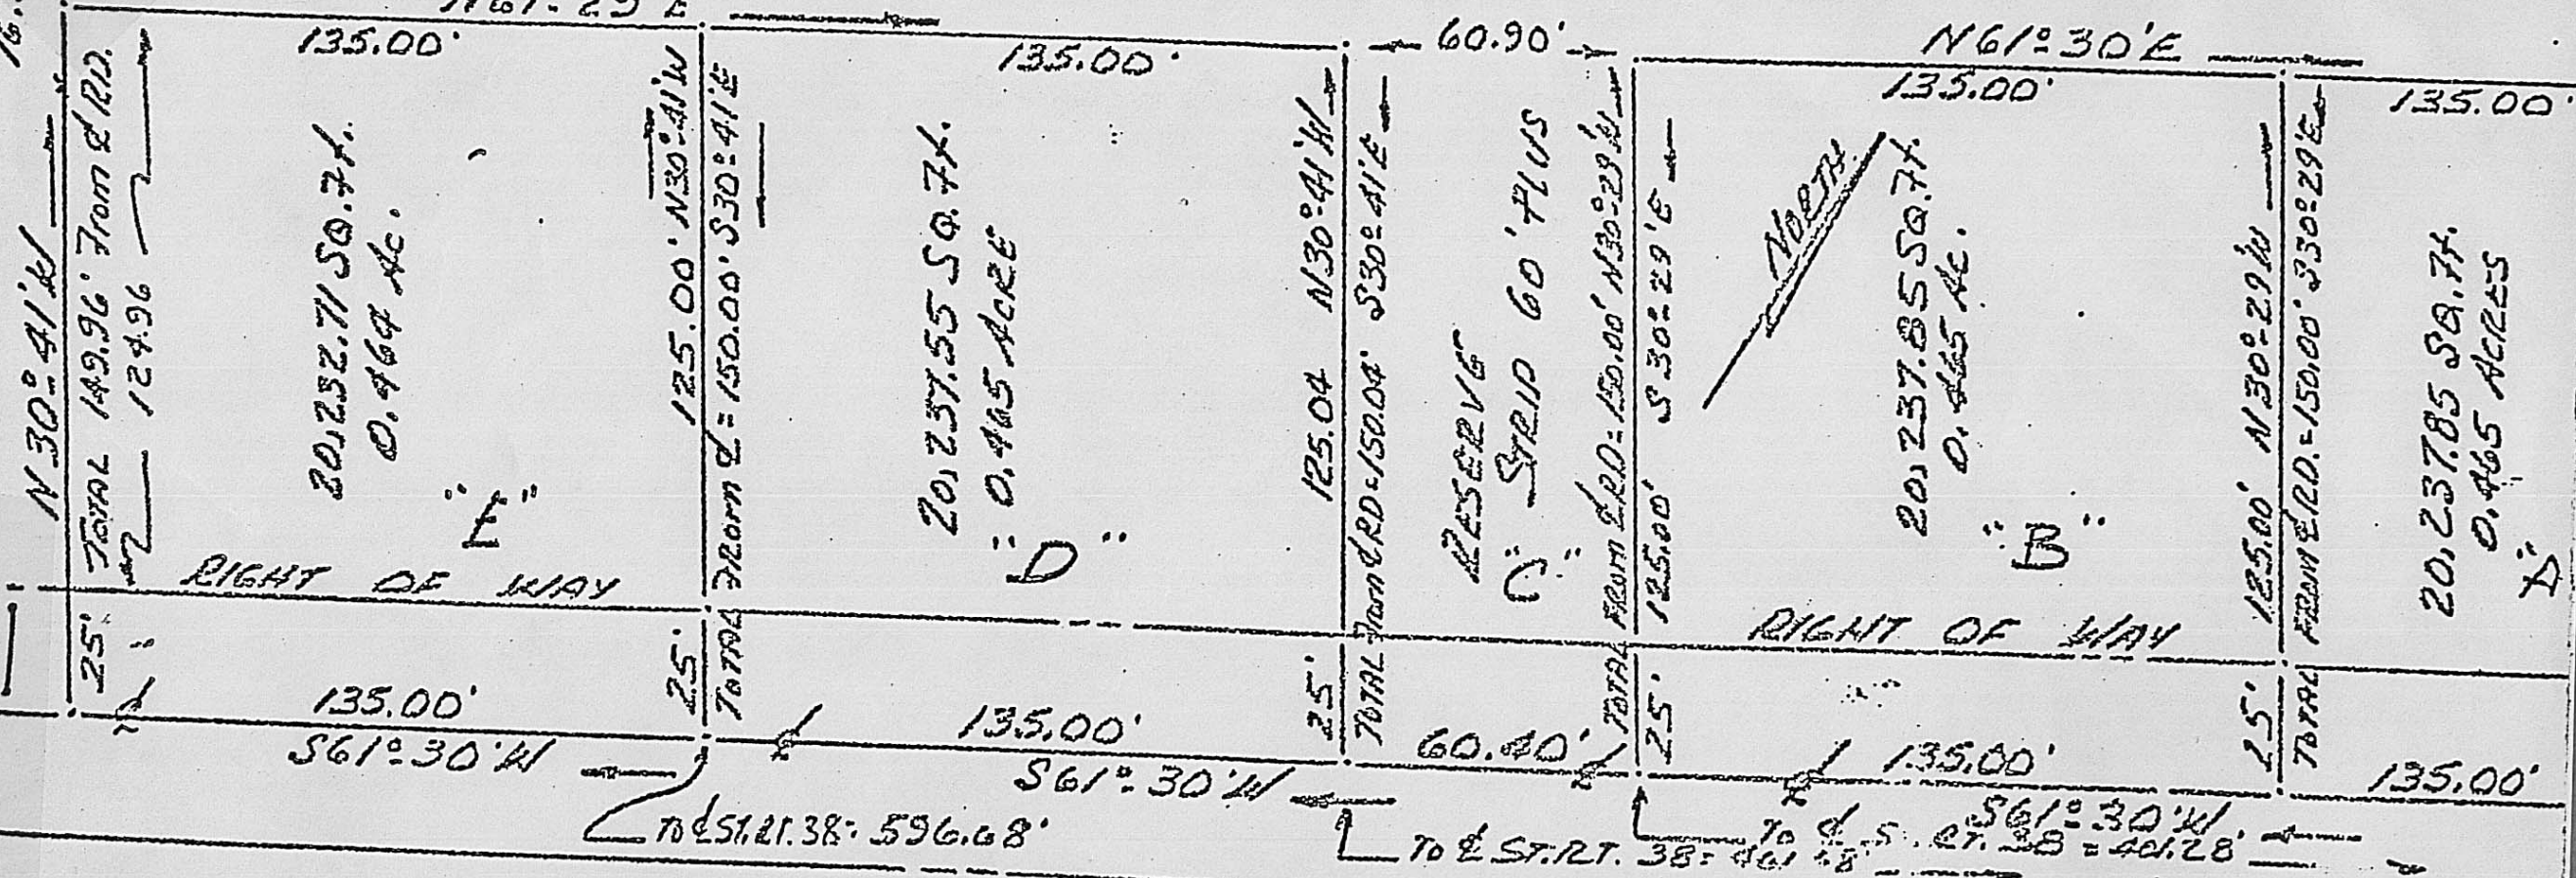 N61°-29'E
135.00'
N30°-41'W
TOTAL 149.96' From ℄ RD.
124.96
20,232.71 SQ. Ft.
0.464 Ac.
"E"
RIGHT OF WAY
125.00' N30°-41'W
25'
25'
135.00'
S61°-30'W
TOTAL From ℄ = 150.00' S30°-41'E
135.00'
20,237.55 SQ. Ft.
0.465 ACRE
"D"
125.04 N30°-41'W
25'
135.00'
S61°-30'W
60.90'
TOTAL From ℄ RD=150.04' S30°-41'E
RESERVE
"C" STRIP 60' PLUS
TOTAL FROM ℄ RD=150.00' N30°-29'W
60.40'
N61°-30'E
135.00'
125.00' S30°-29'E
25'
NORTH
20,237.85 SQ. Ft.
0.465 Ac.
"B"
RIGHT OF WAY
125.00' N30°-29'W
25'
135.00'
S61°-30'W
TOTAL FROM ℄ RD.=150.00' S30°-29'E
135.00'
20,237.85 SQ. Ft.
0.465 ACRES
135.00'
TO ℄ ST. RT. 38= 596.68'
TO ℄ ST. RT. 38=
To ℄ S. RT. 38 = 401.28'